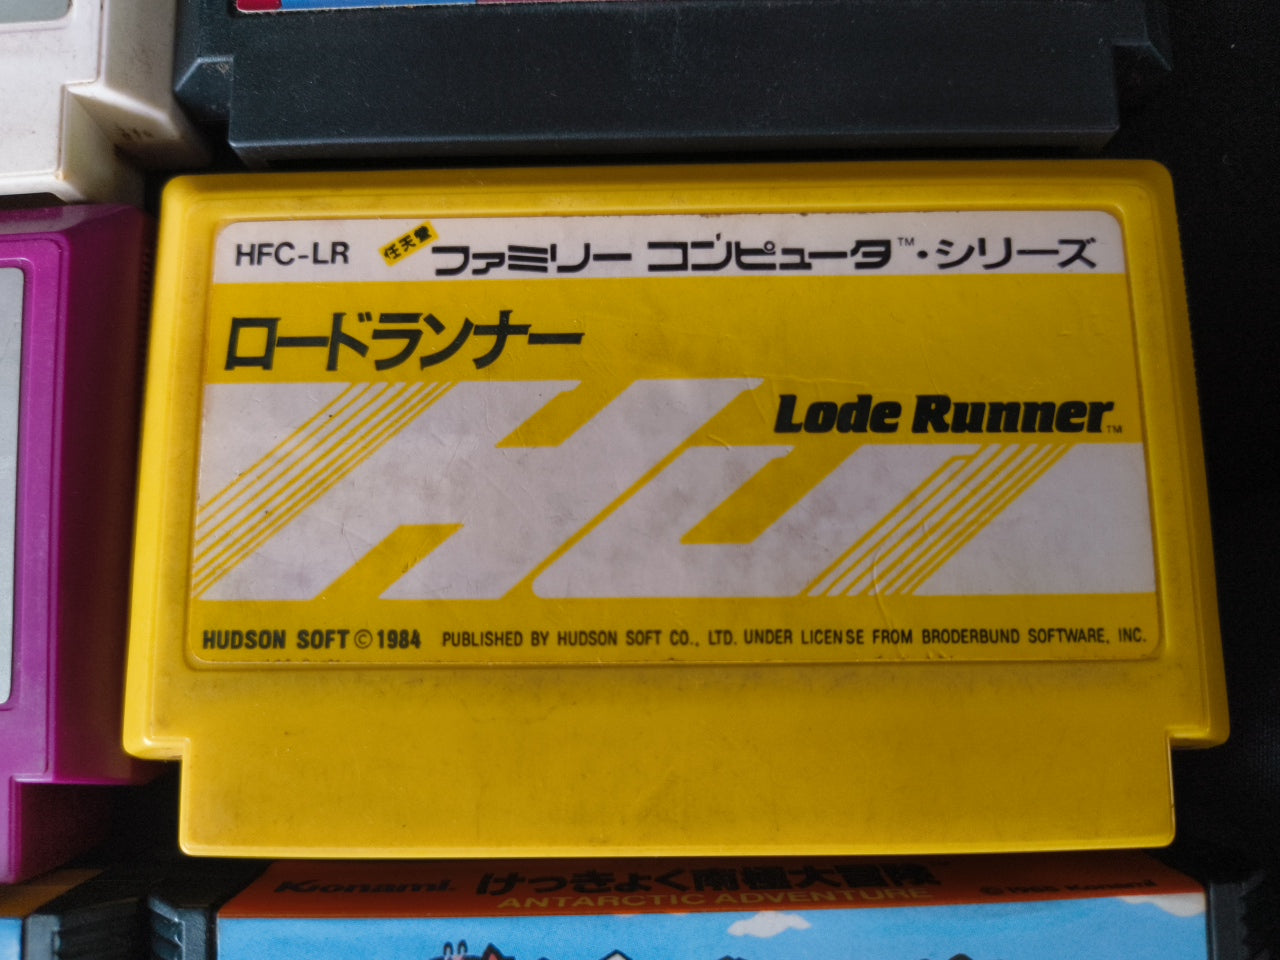 HFC-LR 任天堂 ファミリー コンピュータ™・シリーズ
ロードランナー
Lode Runner™
HU
HUDSON SOFT © 1984 PUBLISHED BY HUDSON SOFT CO., LTD. UNDER LICENSE FROM BRODERBUND SOFTWARE, INC.
Konami けっきょく南極大冒険 ©1985 Konami
ANTARCTIC ADVENTURE